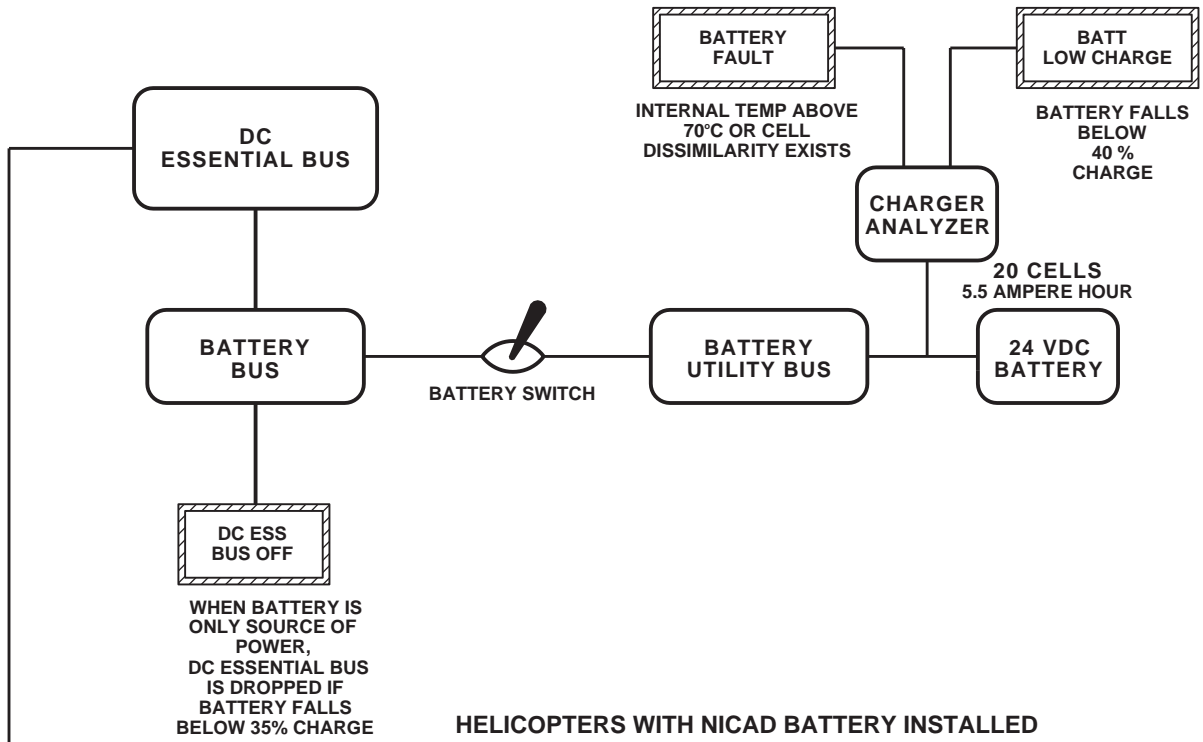 BATTERY
FAULT
BATT
LOW CHARGE
INTERNAL TEMP ABOVE
70°C OR CELL
DISSIMILARITY EXISTS
BATTERY FALLS
BELOW
40 %
CHARGE
DC
ESSENTIAL BUS
CHARGER
ANALYZER
20 CELLS
5.5 AMPERE HOUR
BATTERY
BUS
BATTERY SWITCH
BATTERY
UTILITY BUS
24 VDC
BATTERY
DC ESS
BUS OFF
WHEN BATTERY IS
ONLY SOURCE OF
POWER,
DC ESSENTIAL BUS
IS DROPPED IF
BATTERY FALLS
BELOW 35% CHARGE
HELICOPTERS WITH NICAD BATTERY INSTALLED